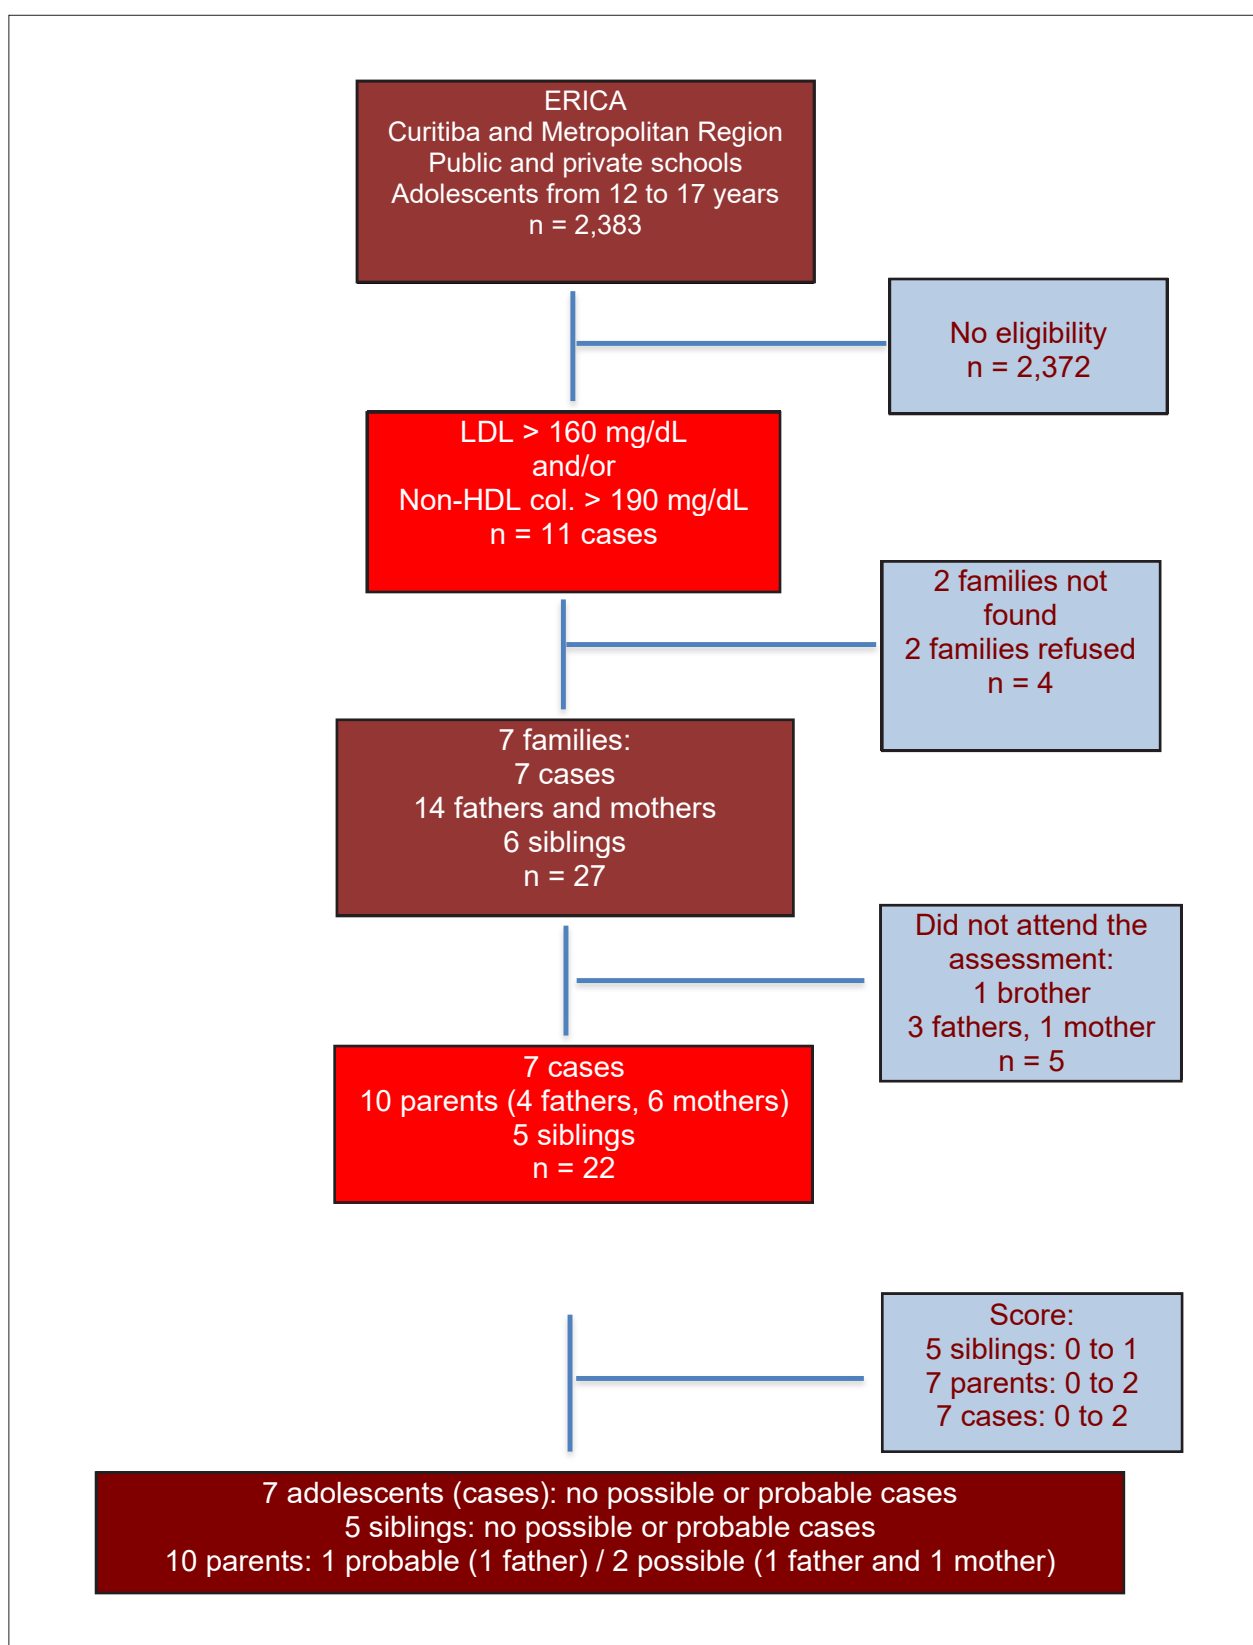 ERICA
Curitiba and Metropolitan Region
Public and private schools
Adolescents from 12 to 17 years
n = 2,383
No eligibility
n = 2,372
LDL > 160 mg/dL
and/or
Non-HDL col. > 190 mg/dL
n = 11 cases
2 families not
found
2 families refused
n = 4
7 families:
7 cases
14 fathers and mothers
6 siblings
n = 27
Did not attend the
assessment:
1 brother
3 fathers, 1 mother
n = 5
7 cases
10 parents (4 fathers, 6 mothers)
5 siblings
n = 22
Score:
5 siblings: 0 to 1
7 parents: 0 to 2
7 cases: 0 to 2
7 adolescents (cases): no possible or probable cases
5 siblings: no possible or probable cases
10 parents: 1 probable (1 father) / 2 possible (1 father and 1 mother)